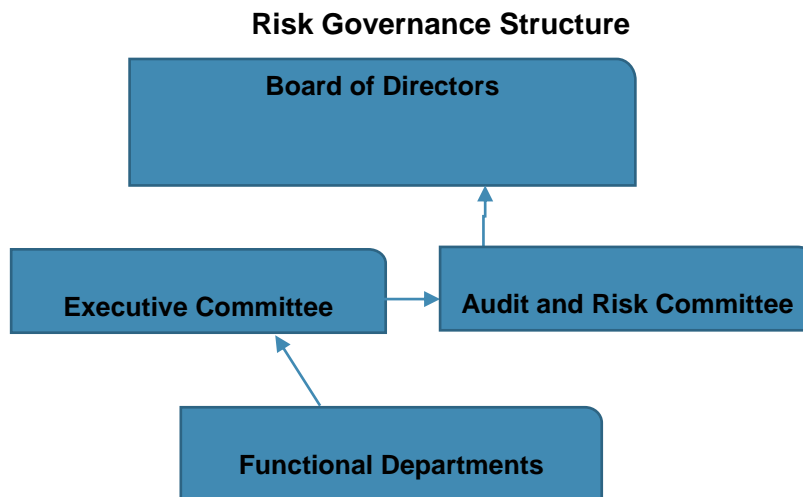 Risk Governance Structure
Board of Directors
Executive Committee
Audit and Risk Committee
Functional Departments